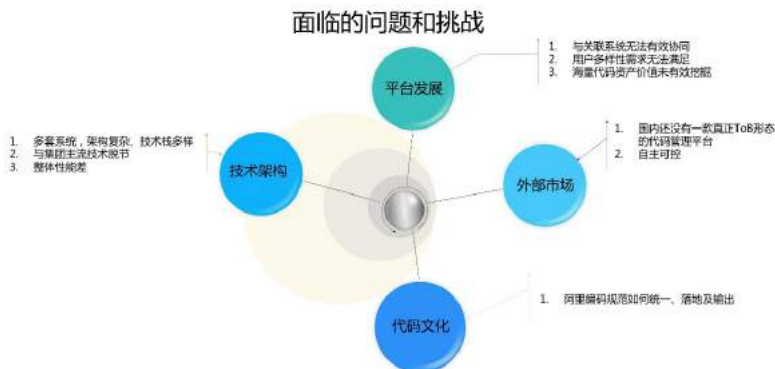 面临的问题和挑战
平台发展
1. 与关联系统无法有效协同
2. 用户多样性需求无法满足
3. 海量代码资产价值未有效挖掘
技术架构
1. 多套系统，架构复杂、技术栈多样
2. 与集团主流技术脱节
3. 整体性能差
外部市场
1. 国内还没有一款真正ToB形态
的代码管理平台
2. 自主可控
代码文化
1. 阿里编码规范如何统一、落地及输出